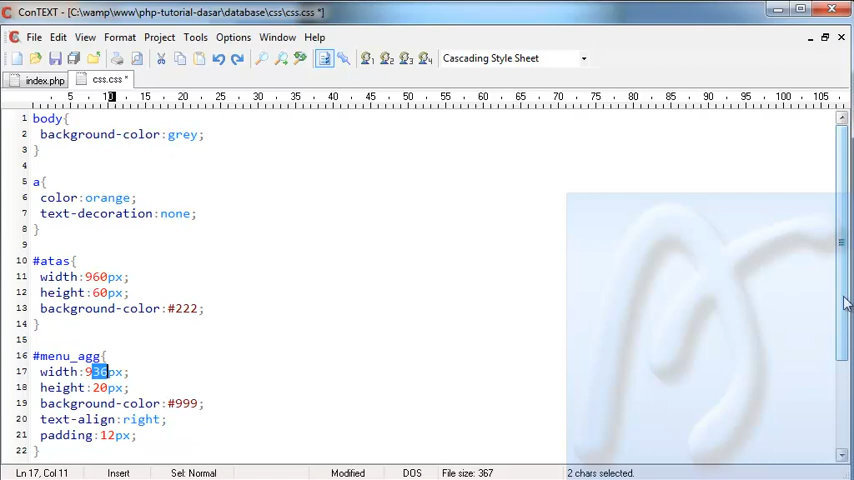 ConTEXT - [C:\wamp\www\php-tutorial-dasar\database\css\css.css *]
File Edit View Format Project Tools Options Window Help
1 2 3 4 Cascading Style Sheet
index.php css.css *
5 10 15 20 25 30 35 40 45 50 55 60 65 70 75 80 85 90 95 100 105
1 body{
2 background-color:grey;
3 }
4
5 a{
6 color:orange;
7 text-decoration:none;
8 }
9
10 #atas{
11 width:960px;
12 height:60px;
13 background-color:#222;
14 }
15
16 #menu_agg{
17 width:936px;
18 height:20px;
19 background-color:#999;
20 text-align:right;
21 padding:12px;
22 }
Ln 17, Col 11 Insert Sel: Normal Modified DOS File size: 367 2 chars selected.